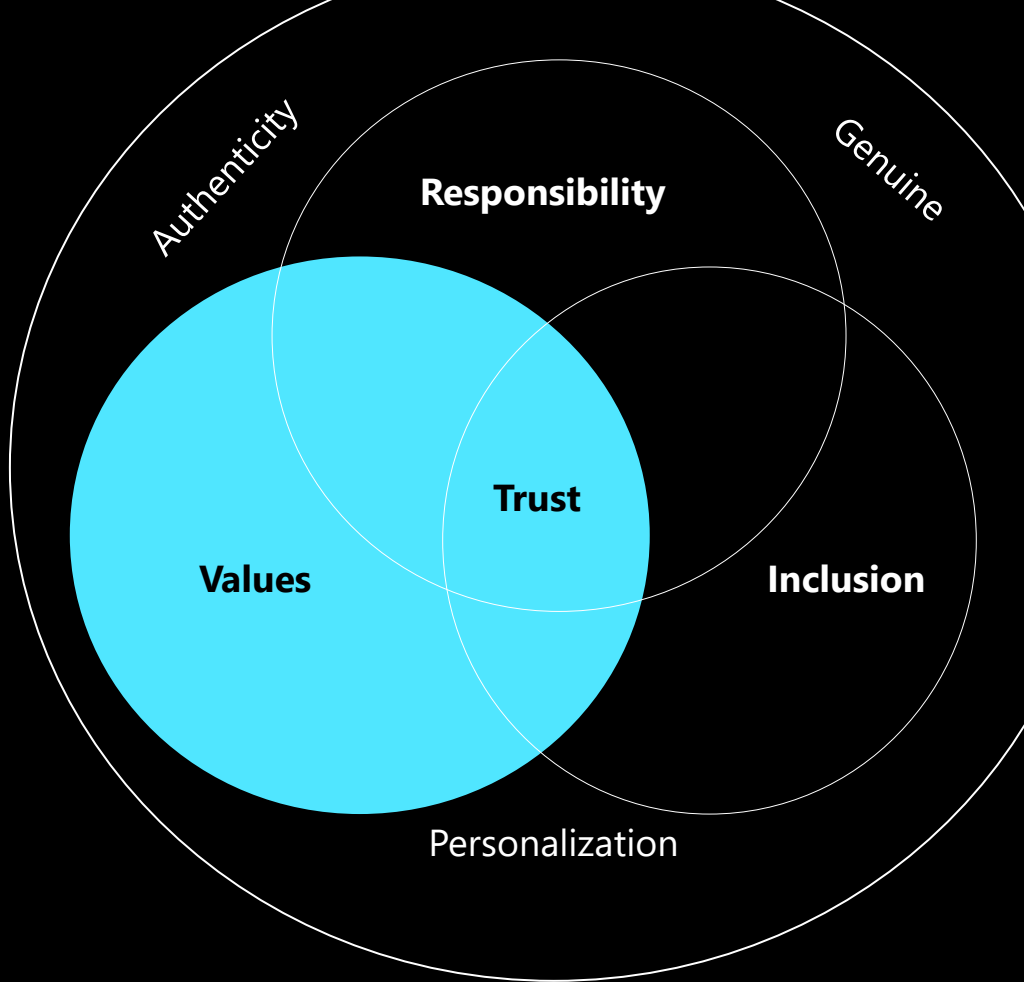 Authenticity
Genuine
Responsibility
Trust
Values
Inclusion
Personalization